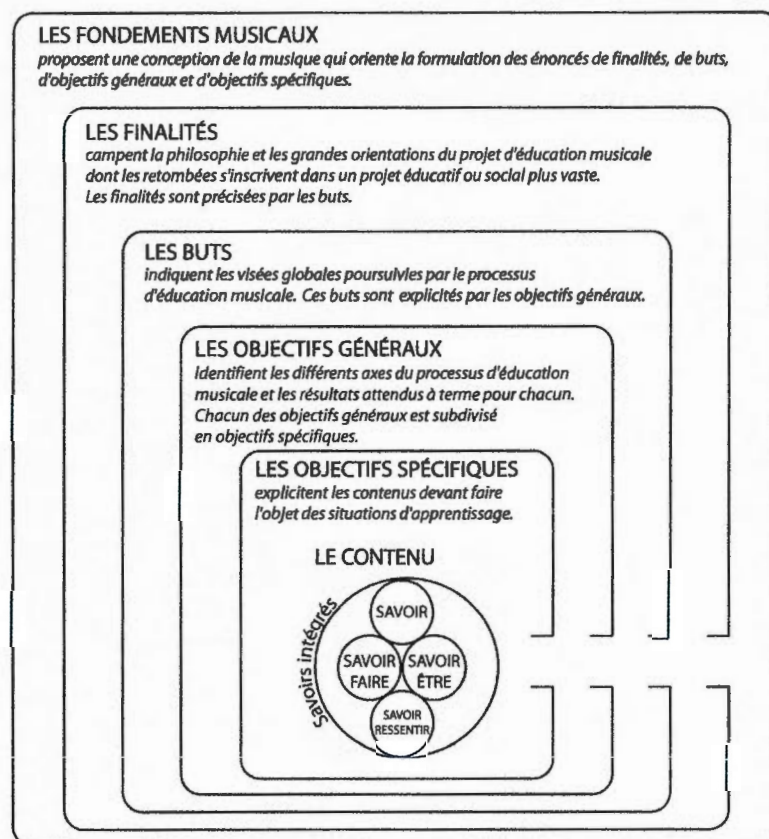 LES FONDEMENTS MUSICAUX
proposent une conception de la musique qui oriente la formulation des énoncés de finalités, de buts,
d'objectifs généraux et d'objectifs spécifiques.
LES FINALITÉS
campent la philosophie et les grandes orientations du projet d'éducation musicale
dont les retombées s'inscrivent dans un projet éducatif ou social plus vaste.
Les finalités sont précisées par les buts.
LES BUTS
indiquent les visées globales poursuivies par le processus
d'éducation musicale. Ces buts sont explicités par les objectifs généraux.
LES OBJECTIFS GÉNÉRAUX
Identifient les différents axes du processus d'éducation
musicale et les résultats attendus à terme pour chacun.
Chacun des objectifs généraux est subdivisé
en objectifs spécifiques.
LES OBJECTIFS SPÉCIFIQUES
explicitent les contenus devant faire
l'objet des situations d'apprentissage.
LE CONTENU
Savoirs intégrés
SAVOIR
SAVOIR
FAIRE
SAVOIR
ÊTRE
SAVOIR
RESSENTIR